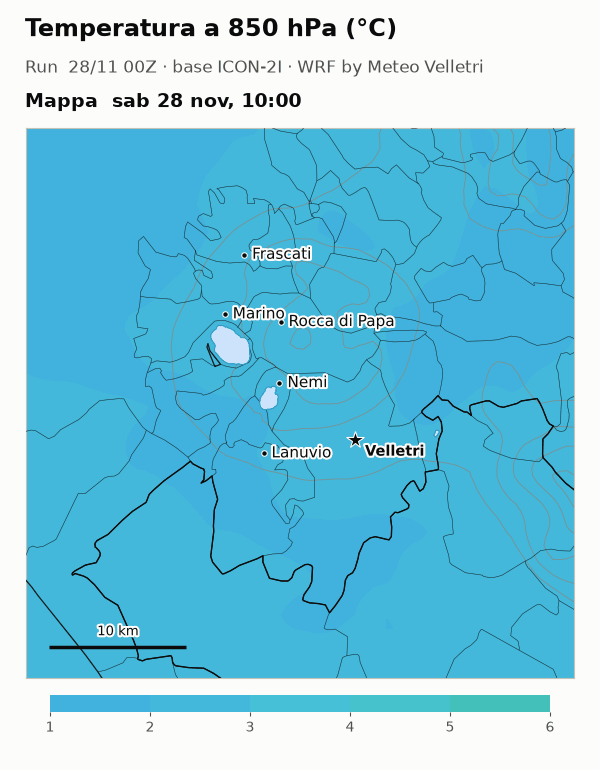 Temperatura a 850 hPa (°C)
Run  28/11 00Z · base ICON-2I · WRF by Meteo Velletri
Mappa  sab 28 nov, 10:00
Frascati
Marino
Rocca di Papa
Nemi
Velletri
Lanuvio
10 km
1 2 3 4 5 6